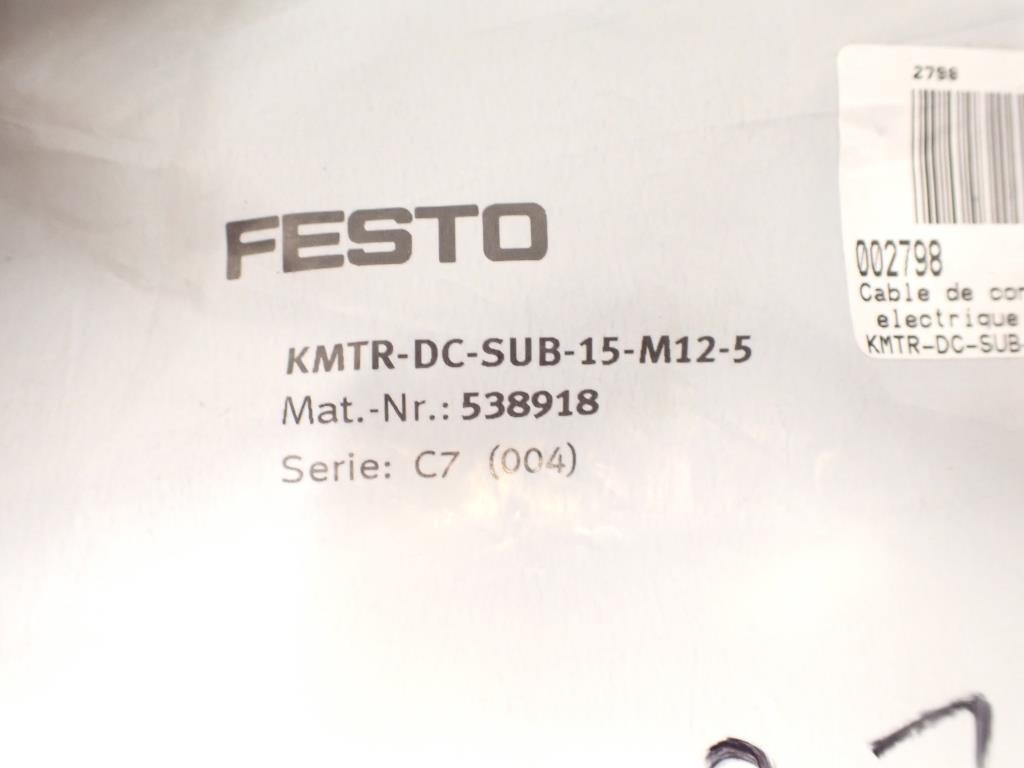 FESTO
KMTR-DC-SUB-15-M12-5
Mat.-Nr.: 538918
Serie: C7 (004)
2798
002798
Cable de con
electrique
KMTR-DC-SUB-